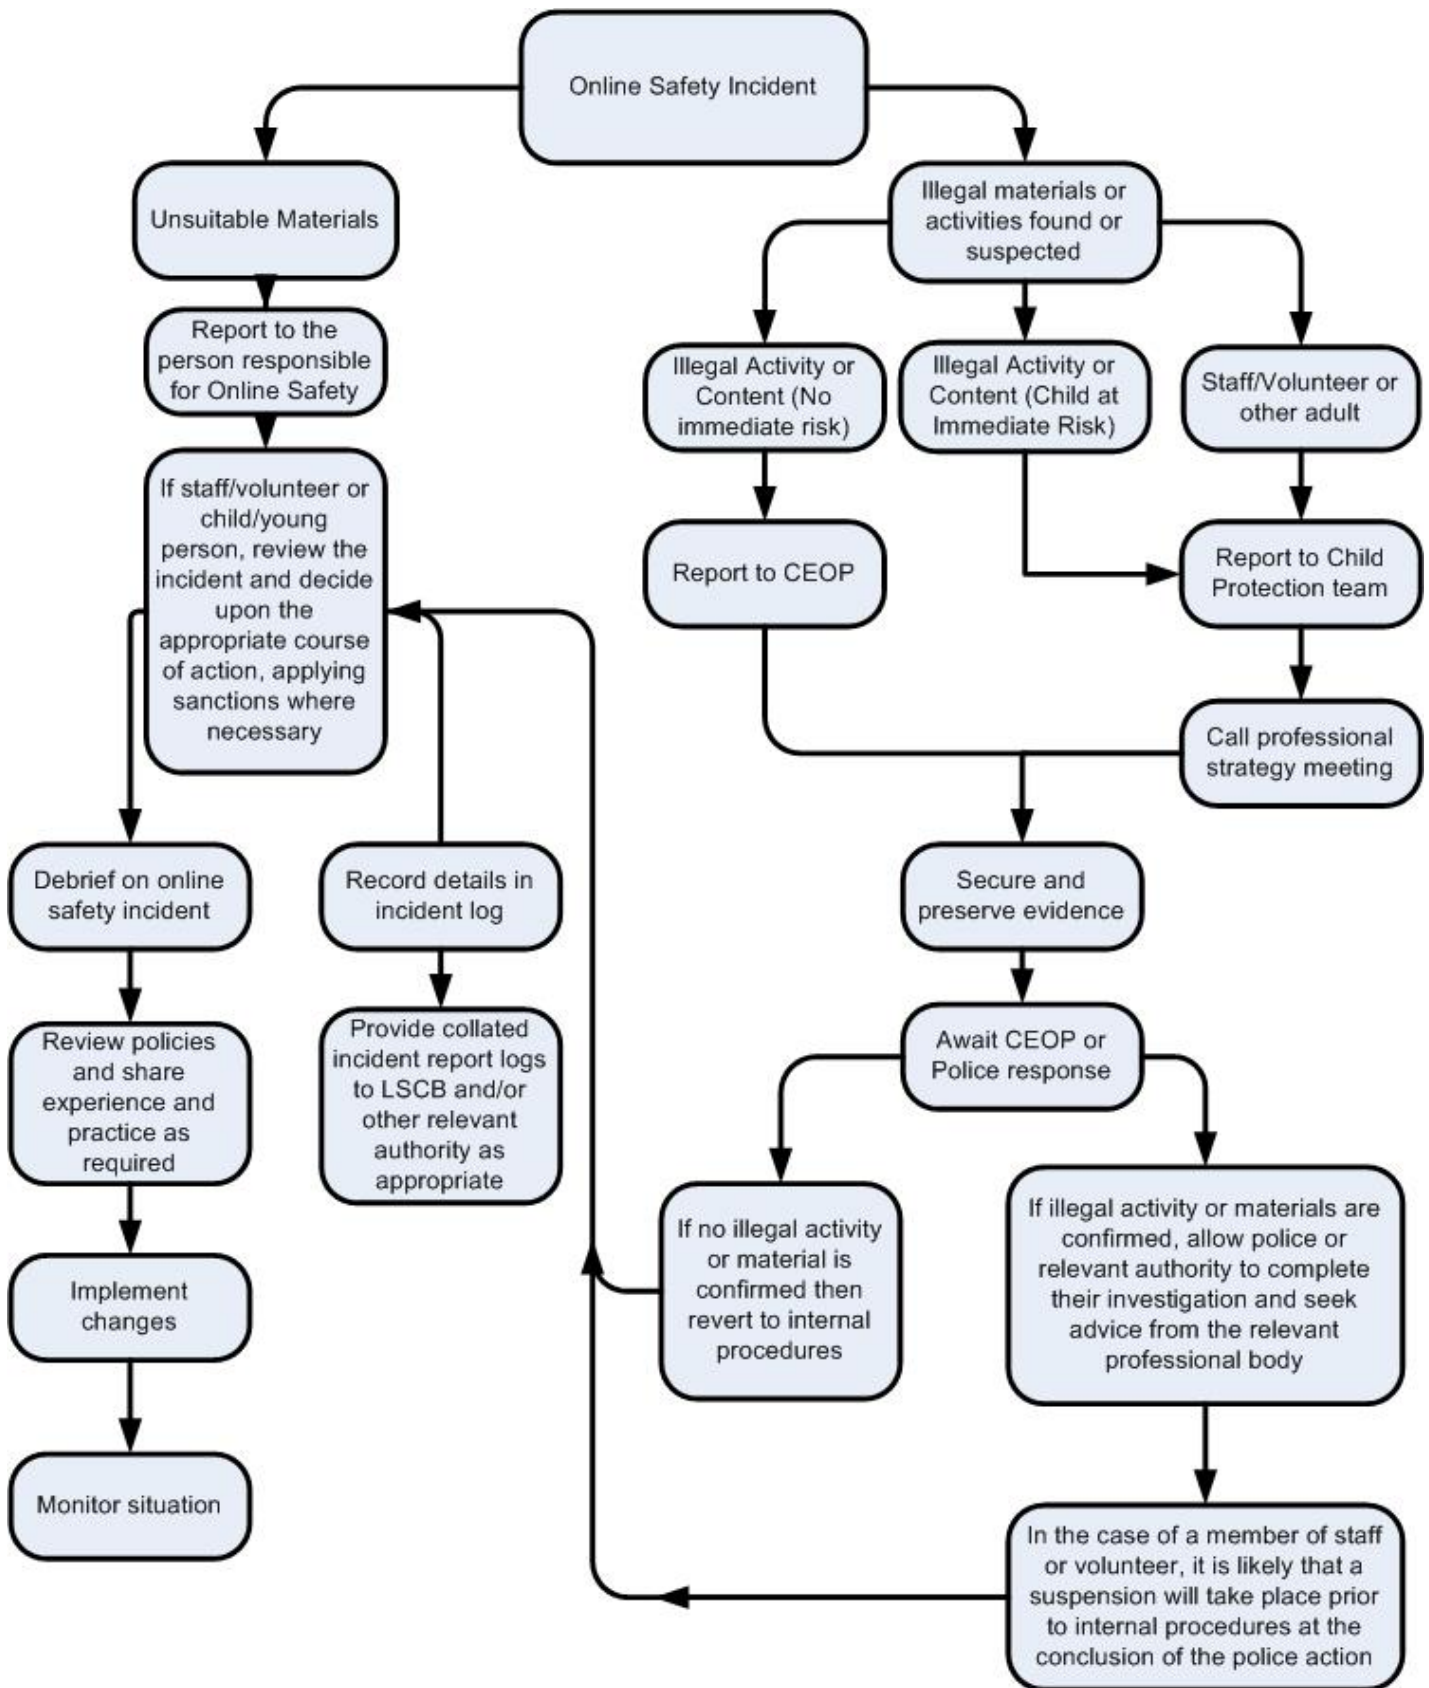 Online Safety Incident
Unsuitable Materials
Report to the
person responsible
for Online Safety
If staff/volunteer or
child/young
person, review the
incident and decide
upon the
appropriate course
of action, applying
sanctions where
necessary
Debrief on online
safety incident
Review policies
and share
experience and
practice as
required
Implement
changes
Monitor situation
Record details in
incident log
Provide collated
incident report logs
to LSCB and/or
other relevant
authority as
appropriate
Illegal materials or
activities found or
suspected
Illegal Activity or
Content (No
immediate risk)
Illegal Activity or
Content (Child at
Immediate Risk)
Staff/Volunteer or
other adult
Report to CEOP
Report to Child
Protection team
Call professional
strategy meeting
Secure and
preserve evidence
Await CEOP or
Police response
If no illegal activity
or material is
confirmed then
revert to internal
procedures
If illegal activity or materials are
confirmed, allow police or
relevant authority to complete
their investigation and seek
advice from the relevant
professional body
In the case of a member of staff
or volunteer, it is likely that a
suspension will take place prior
to internal procedures at the
conclusion of the police action